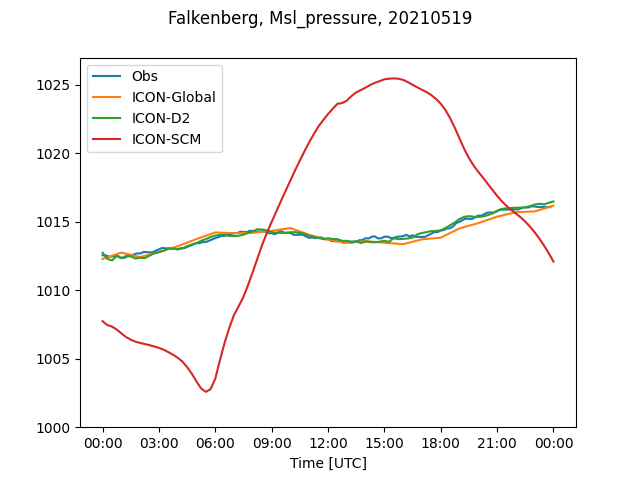 Falkenberg, Msl_pressure, 20210519
Obs
ICON-Global
ICON-D2
ICON-SCM
1025
1020
1015
1010
1005
1000
00:00 03:00 06:00 09:00 12:00 15:00 18:00 21:00 00:00
Time [UTC]